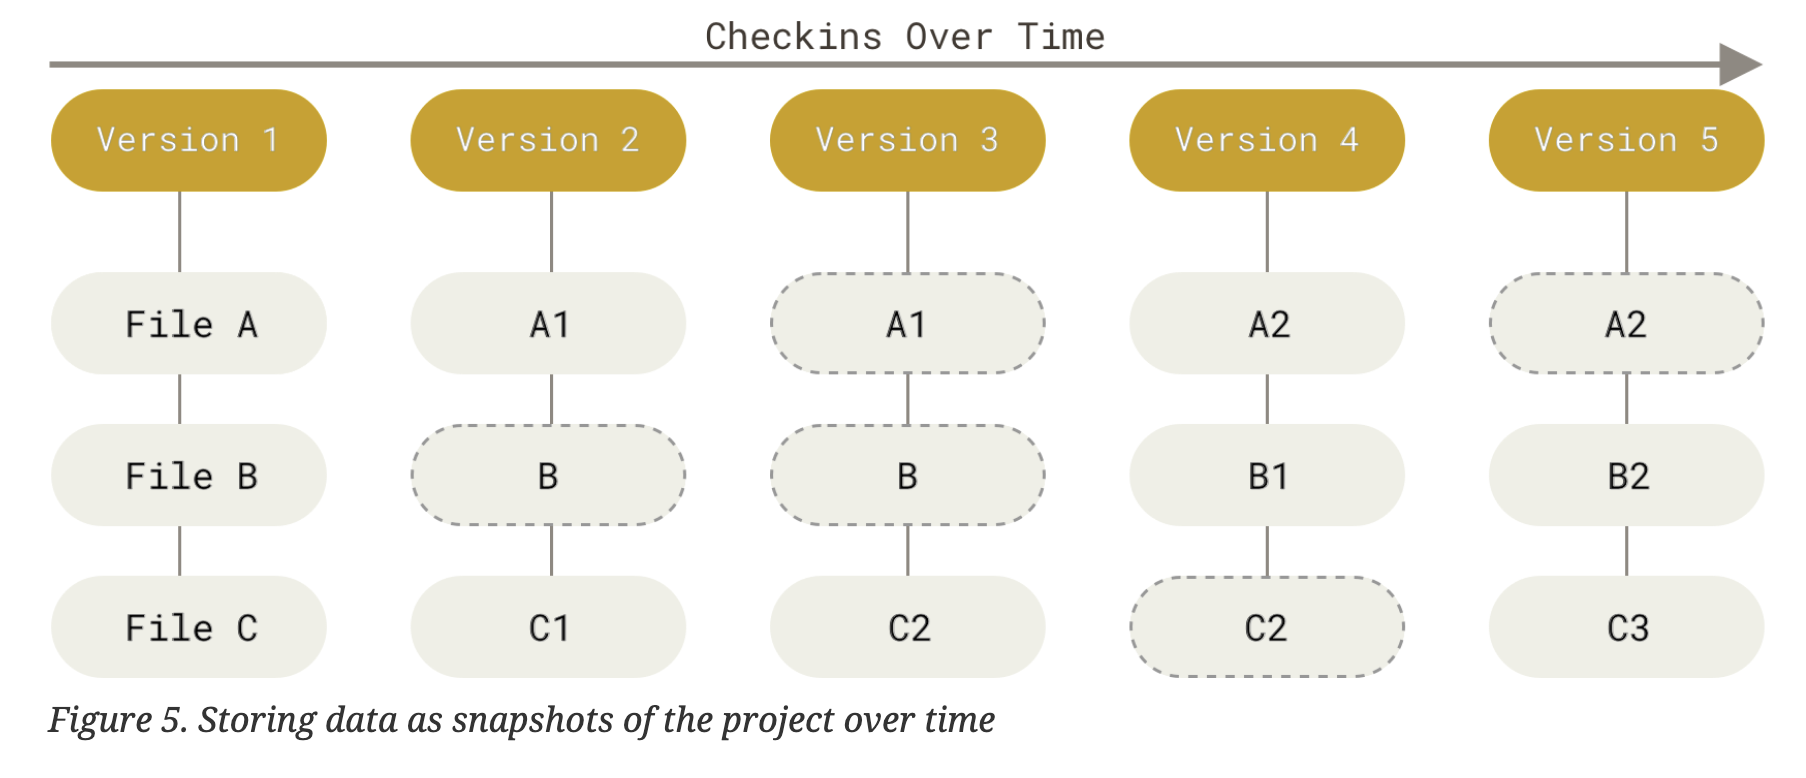 Checkins Over Time
Version 1 Version 2 Version 3 Version 4 Version 5
File A A1 A1 A2 A2
File B B B B1 B2
File C C1 C2 C2 C3
Figure 5. Storing data as snapshots of the project over time